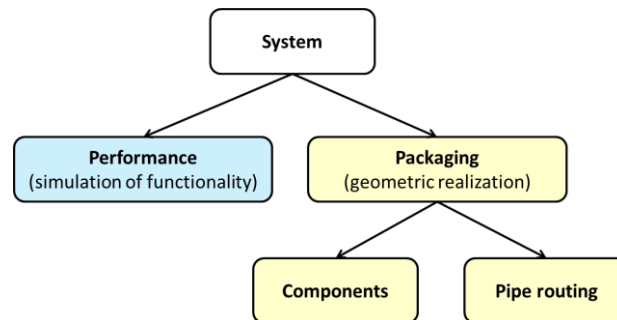 System
Performance
(simulation of functionality)
Packaging
(geometric realization)
Components
Pipe routing